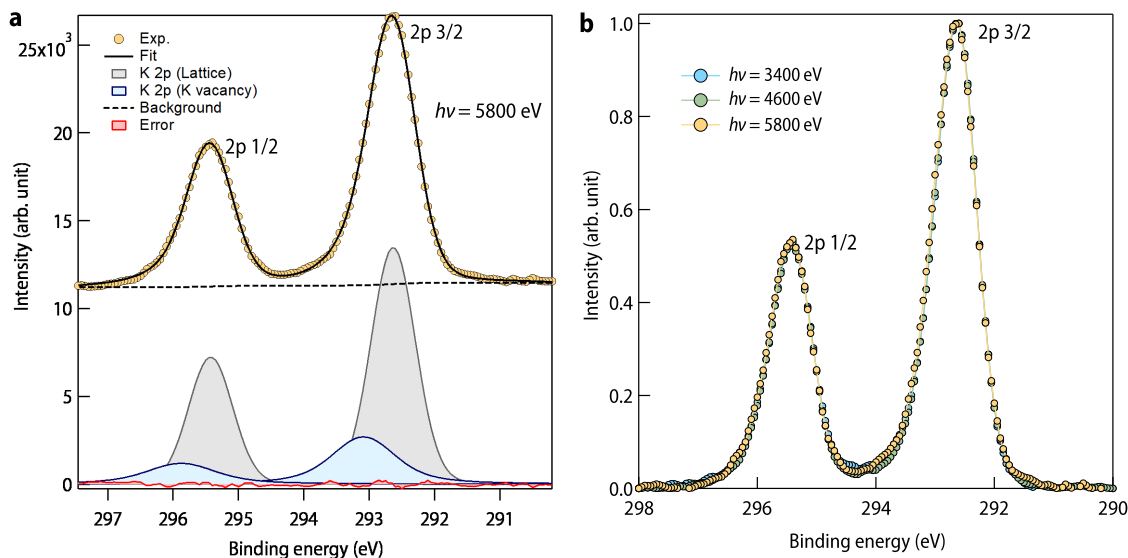 a
Exp.
Fit
K 2p (Lattice)
K 2p (K vacancy)
Background
Error
2p 3/2
hν = 5800 eV
2p 1/2
25x10³
20
15
10
5
0
Intensity (arb. unit)
297
296
295
294
293
292
291
Binding energy (eV)
b
2p 3/2
hν = 3400 eV
hν = 4600 eV
hν = 5800 eV
2p 1/2
1.0
0.8
0.6
0.4
0.2
0.0
Intensity (arb. unit)
298
296
294
292
290
Binding energy (eV)